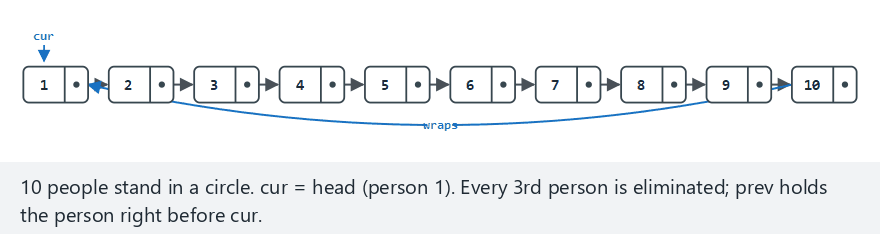 cur
1 2 3 4 5 6 7 8 9 10
wraps
10 people stand in a circle. cur = head (person 1). Every 3rd person is eliminated; prev holds
the person right before cur.